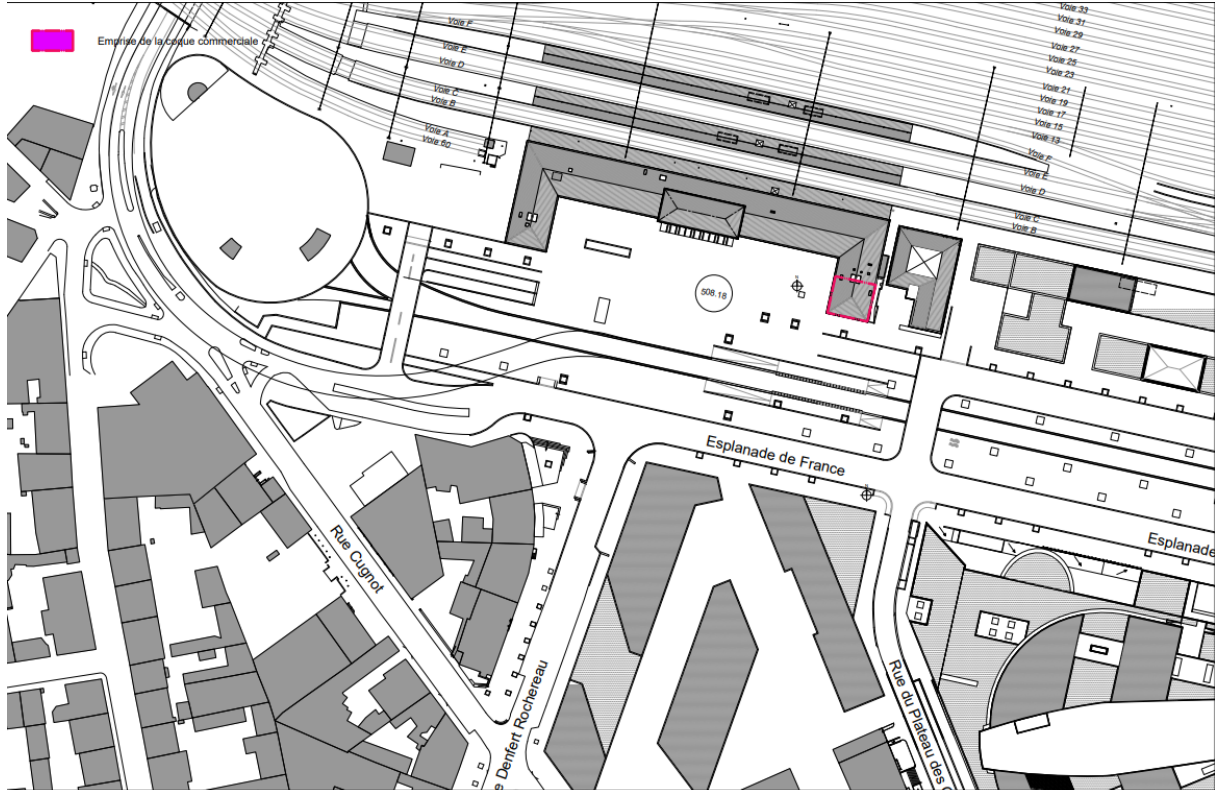 Emprise de la coque commerciale
Voie F
Voie E
Voie D
Voie C
Voie B
Voie A
Voie 60
Voie 33
Voie 31
Voie 29
Voie 27
Voie 25
Voie 23
Voie 21
Voie 19
Voie 17
Voie 15
Voie 13
Voie F
Voie E
Voie D
Voie C
Voie B
508.18
Esplanade de France
Esplanade
Rue Cugnot
e Denfert Rochereau
Rue du Plateau des